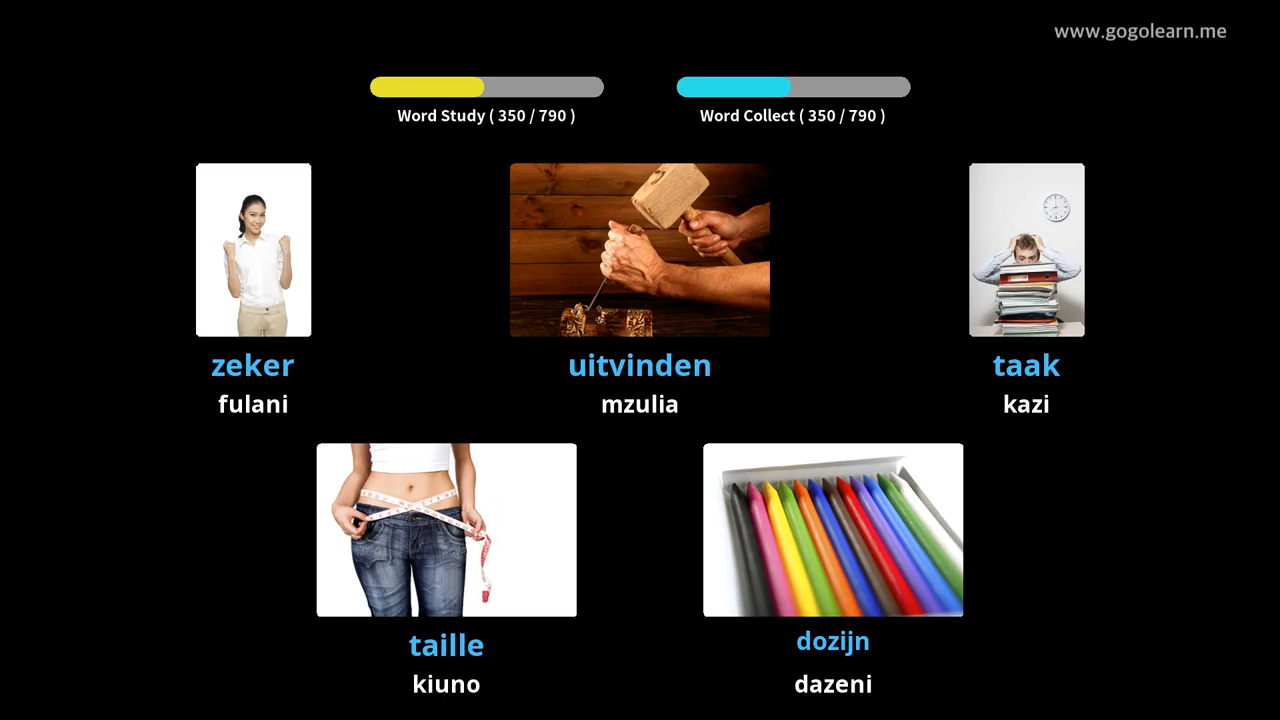 www.gogolearn.me
Word Study ( 350 / 790 )
Word Collect ( 350 / 790 )
zeker
fulani
uitvinden
mzulia
taak
kazi
taille
kiuno
dozijn
dazeni